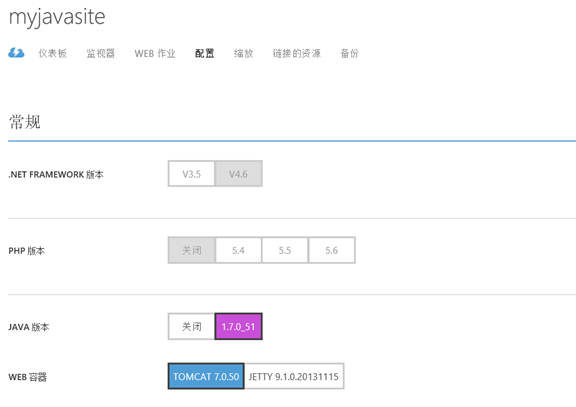 myjavasite
仪表板 监视器 WEB 作业 配置 缩放 链接的资源 备份
常规
.NET FRAMEWORK 版本 V3.5 V4.6
PHP 版本 关闭 5.4 5.5 5.6
JAVA 版本 关闭 1.7.0_51
WEB 容器 TOMCAT 7.0.50 JETTY 9.1.0.20131115